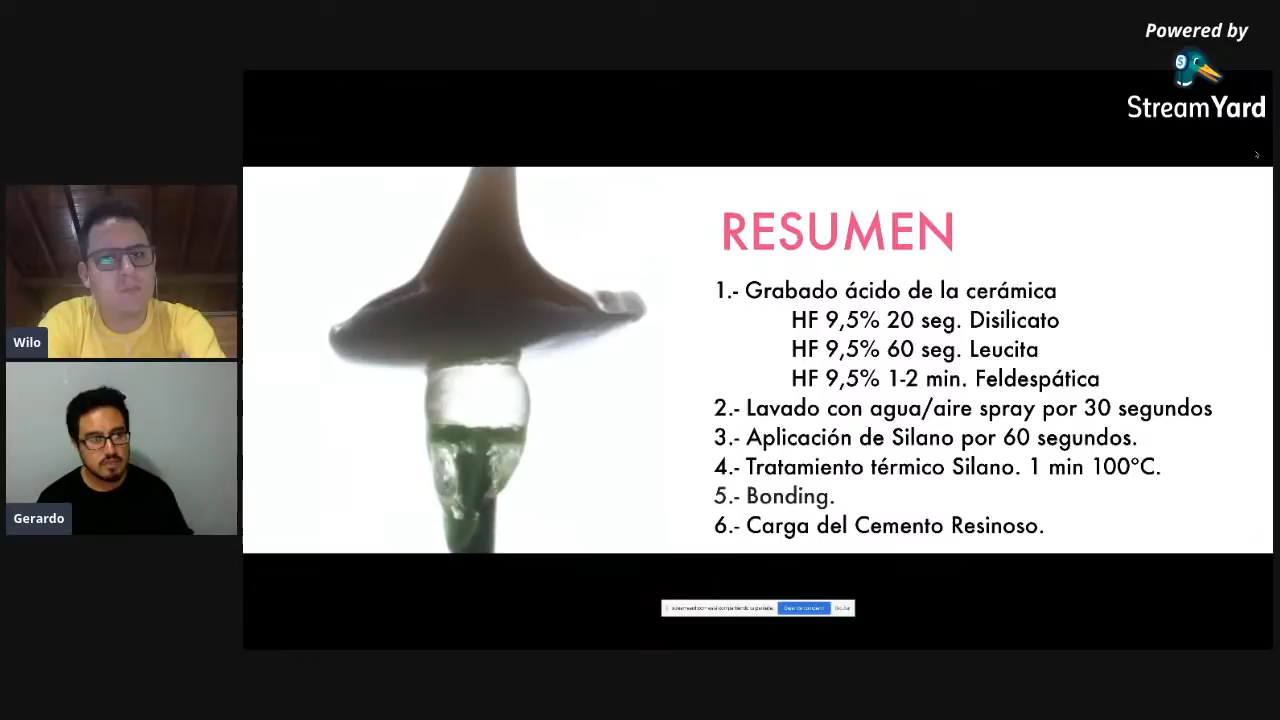 Powered by
StreamYard
Wilo
Gerardo
RESUMEN
1.- Grabado ácido de la cerámica
HF 9,5% 20 seg. Disilicato
HF 9,5% 60 seg. Leucita
HF 9,5% 1-2 min. Feldespática
2.- Lavado con agua/aire spray por 30 segundos
3.- Aplicación de Silano por 60 segundos.
4.- Tratamiento térmico Silano. 1 min 100°C.
5.- Bonding.
6.- Carga del Cemento Resinoso.
Ocultar